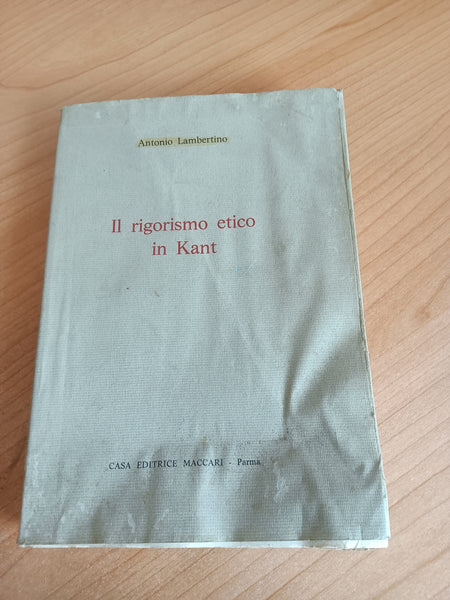 Antonio Lambertino
Il rigorismo etico
in Kant
CASA EDITRICE MACCARI - Parma